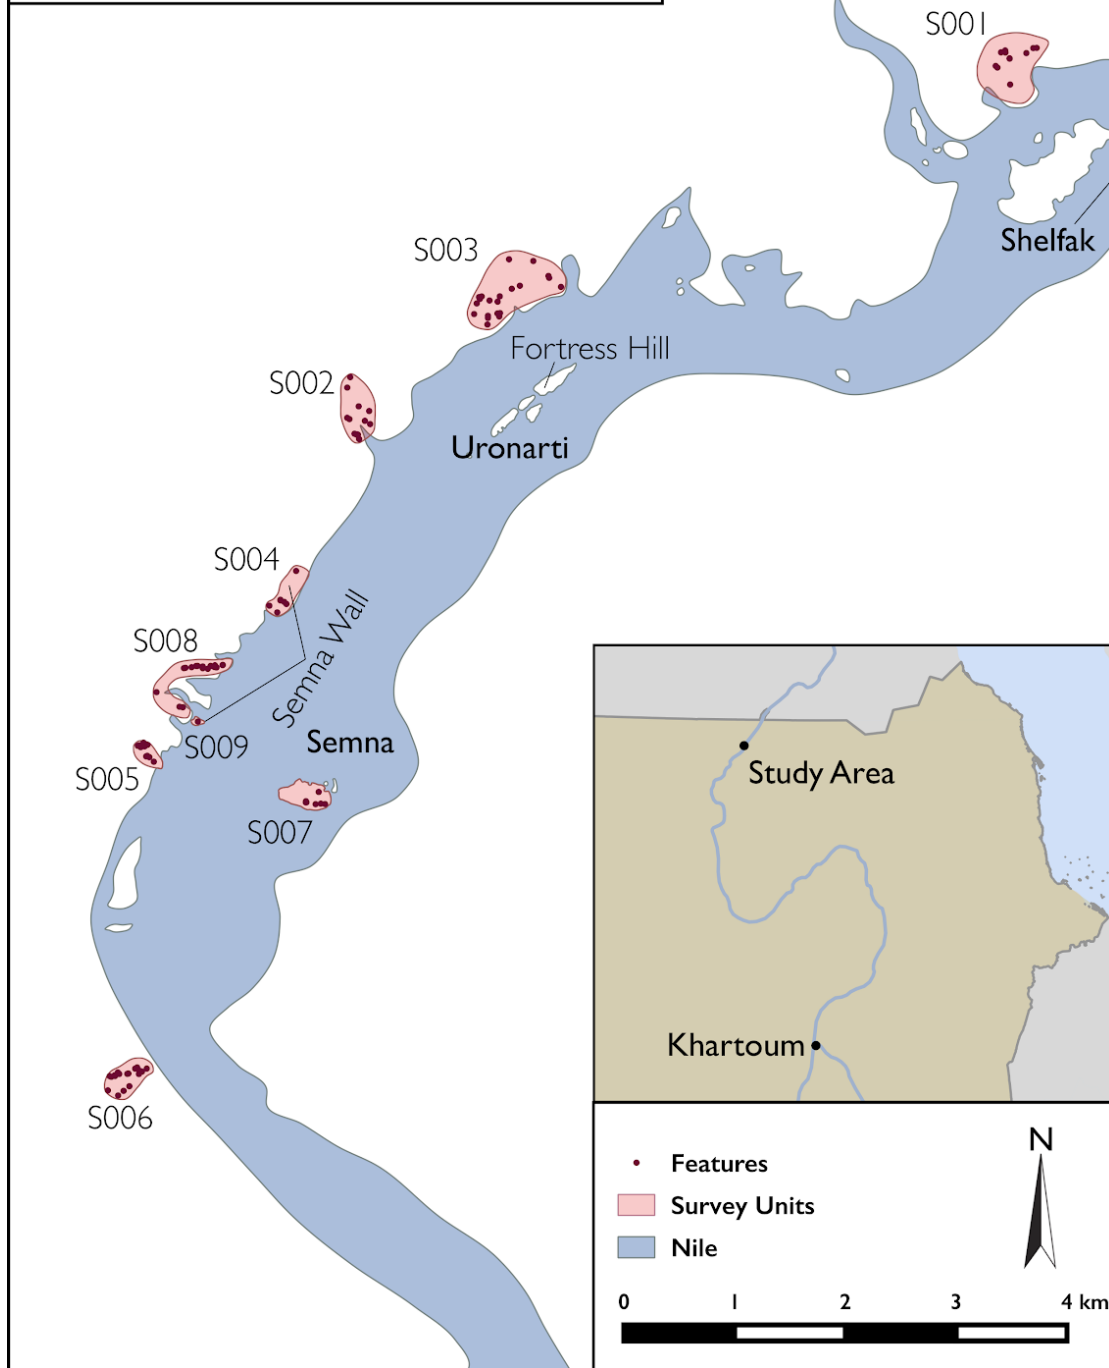 S001
Shelfak
S003
Fortress Hill
S002
Uronarti
S004
Semna Wall
S008
S009
Semna
S005
S007
S006
Study Area
Khartoum
N
Features
Survey Units
Nile
0 1 2 3 4 km